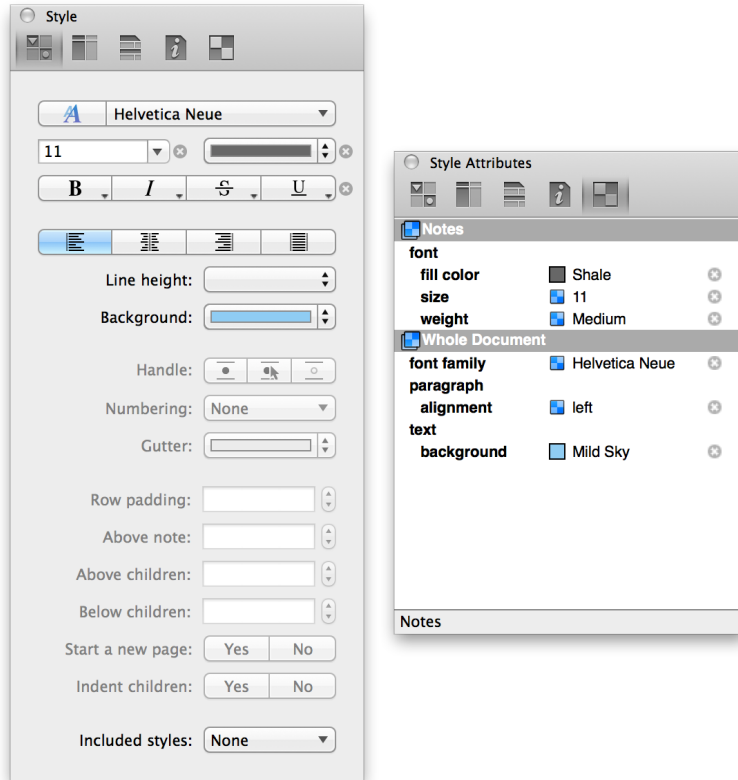 Style
Helvetica Neue
11
B I S U
Line height:
Background:
Handle:
Numbering: None
Gutter:
Row padding:
Above note:
Above children:
Below children:
Start a new page: Yes No
Indent children: Yes No
Included styles: None
Style Attributes
Notes
font
fill color Shale
size 11
weight Medium
Whole Document
font family Helvetica Neue
paragraph
alignment left
text
background Mild Sky
Notes